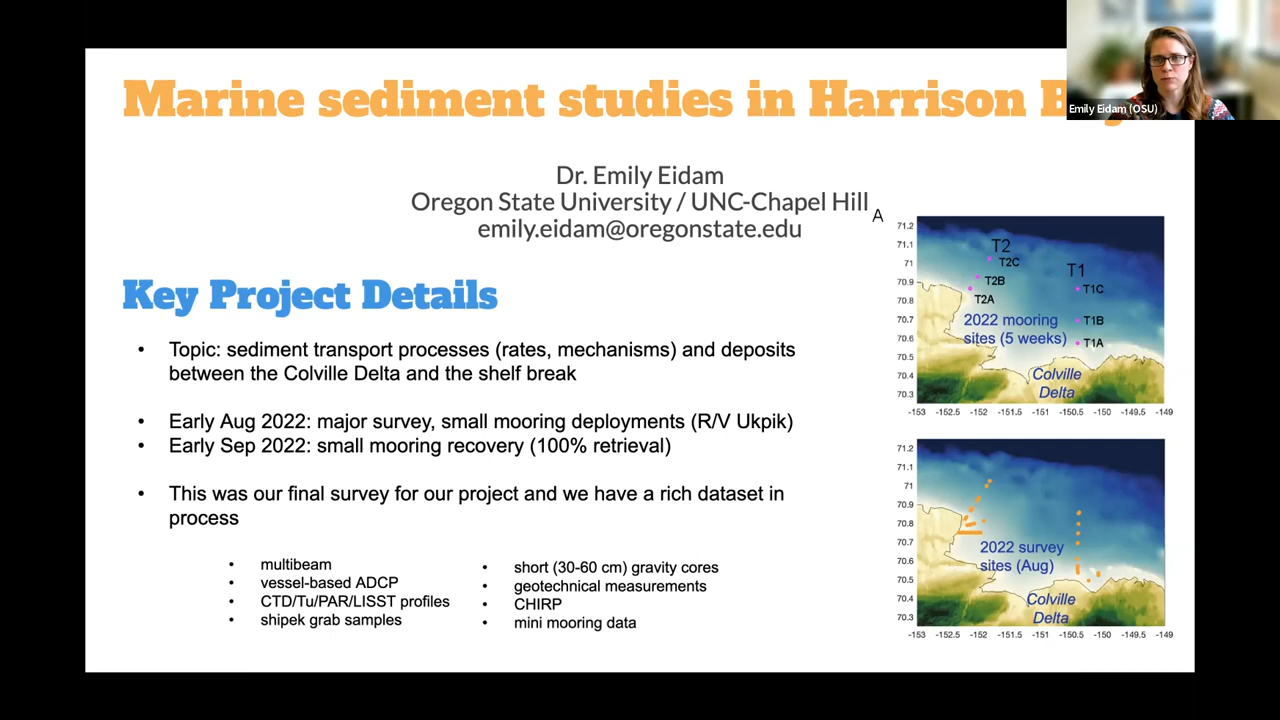 Marine sediment studies in Harrison B
Emily Eidam (OSU)
Dr. Emily Eidam
Oregon State University / UNC-Chapel Hill
emily.eidam@oregonstate.edu
Key Project Details
• Topic: sediment transport processes (rates, mechanisms) and deposits
between the Colville Delta and the shelf break
• Early Aug 2022: major survey, small mooring deployments (R/V Ukpik)
• Early Sep 2022: small mooring recovery (100% retrieval)
• This was our final survey for our project and we have a rich dataset in
process
• multibeam
• vessel-based ADCP
• CTD/Tu/PAR/LISST profiles
• shipek grab samples
• short (30-60 cm) gravity cores
• geotechnical measurements
• CHIRP
• mini mooring data
A
71.2
71.1
71
70.9
70.8
70.7
70.6
70.5
70.4
70.3
T2
T2C
T2B
T2A
T1
T1C
T1B
T1A
2022 mooring
sites (5 weeks)
Colville
Delta
-153 -152.5 -152 -151.5 -151 -150.5 -150 -149.5 -149
71.2
71.1
71
70.9
70.8
70.7
70.6
70.5
70.4
70.3
2022 survey
sites (Aug)
Colville
Delta
-153 -152.5 -152 -151.5 -151 -150.5 -150 -149.5 -149